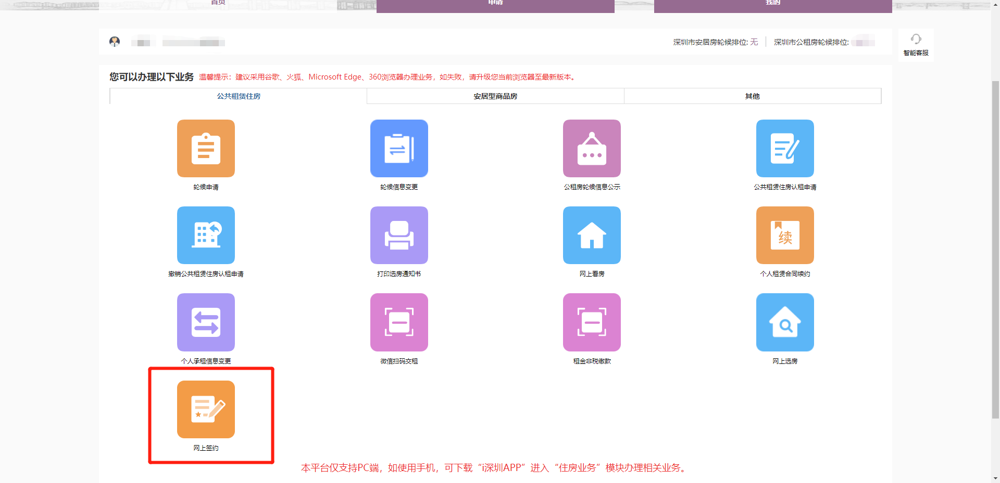 首页
申请
我的
深圳市安居房轮候排位: 无
深圳市公租房轮候排位:
智能客服
您可以办理以下业务 温馨提示：建议采用谷歌、火狐、Microsoft Edge、360浏览器办理业务，如失败，请升级您当前浏览器至最新版本。
公共租赁住房
安居型商品房
其他
轮候申请
轮候信息变更
公租房轮候信息公示
公共租赁住房认租申请
续
撤销公共租赁住房认租申请
打印选房通知书
网上看房
个人租赁合同续约
个人承租信息变更
微信扫码交租
租金非税缴款
网上选房
网上签约
本平台仅支持PC端，如使用手机，可下载“i深圳APP”进入“住房业务”模块办理相关业务。